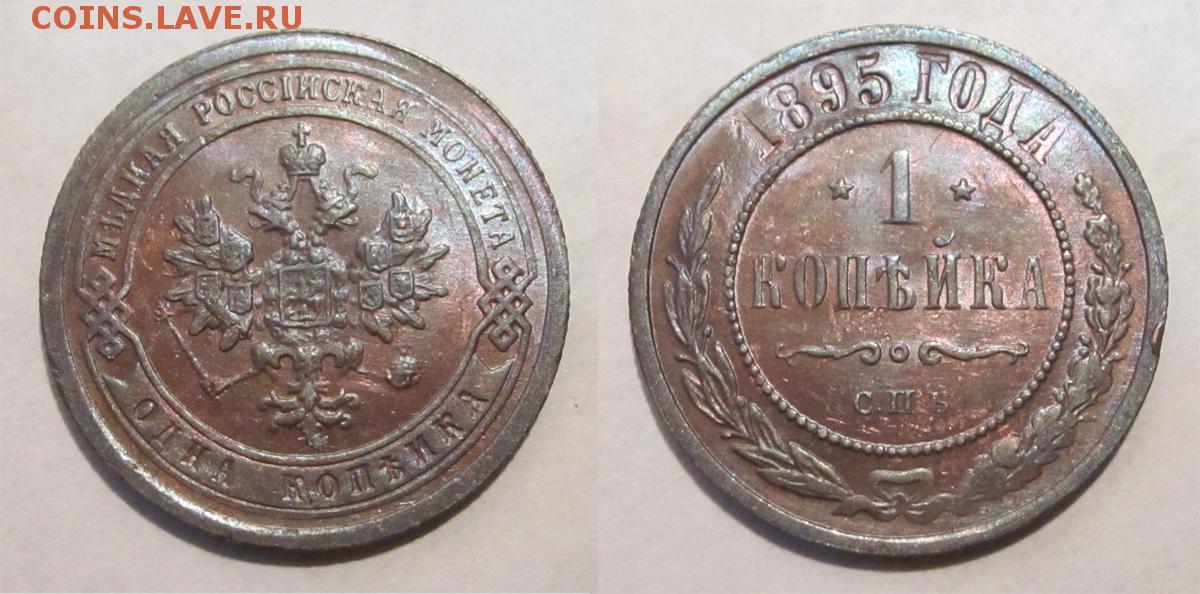 COINS.LAVE.RU
МѢДНАЯ РОССІЙСКАЯ МОНЕТА
ОДНА КОПѢЙКА
1895 ГОДА
1
КОПѢЙКА
С.П.Б.